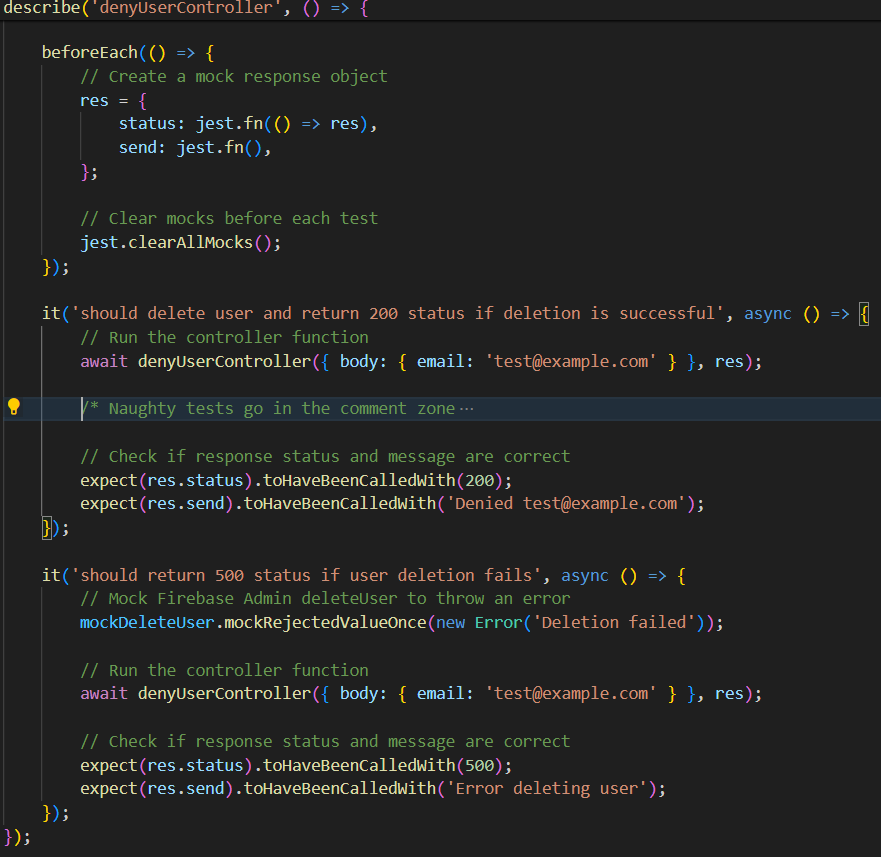 describe('denyUserController', () => {
beforeEach(() => {
// Create a mock response object
res = {
status: jest.fn(() => res),
send: jest.fn(),
};
// Clear mocks before each test
jest.clearAllMocks();
});
it('should delete user and return 200 status if deletion is successful', async () => {
// Run the controller function
await denyUserController({ body: { email: 'test@example.com' } }, res);
/* Naughty tests go in the comment zone ⋯
// Check if response status and message are correct
expect(res.status).toHaveBeenCalledWith(200);
expect(res.send).toHaveBeenCalledWith('Denied test@example.com');
});
it('should return 500 status if user deletion fails', async () => {
// Mock Firebase Admin deleteUser to throw an error
mockDeleteUser.mockRejectedValueOnce(new Error('Deletion failed'));
// Run the controller function
await denyUserController({ body: { email: 'test@example.com' } }, res);
// Check if response status and message are correct
expect(res.status).toHaveBeenCalledWith(500);
expect(res.send).toHaveBeenCalledWith('Error deleting user');
});
});